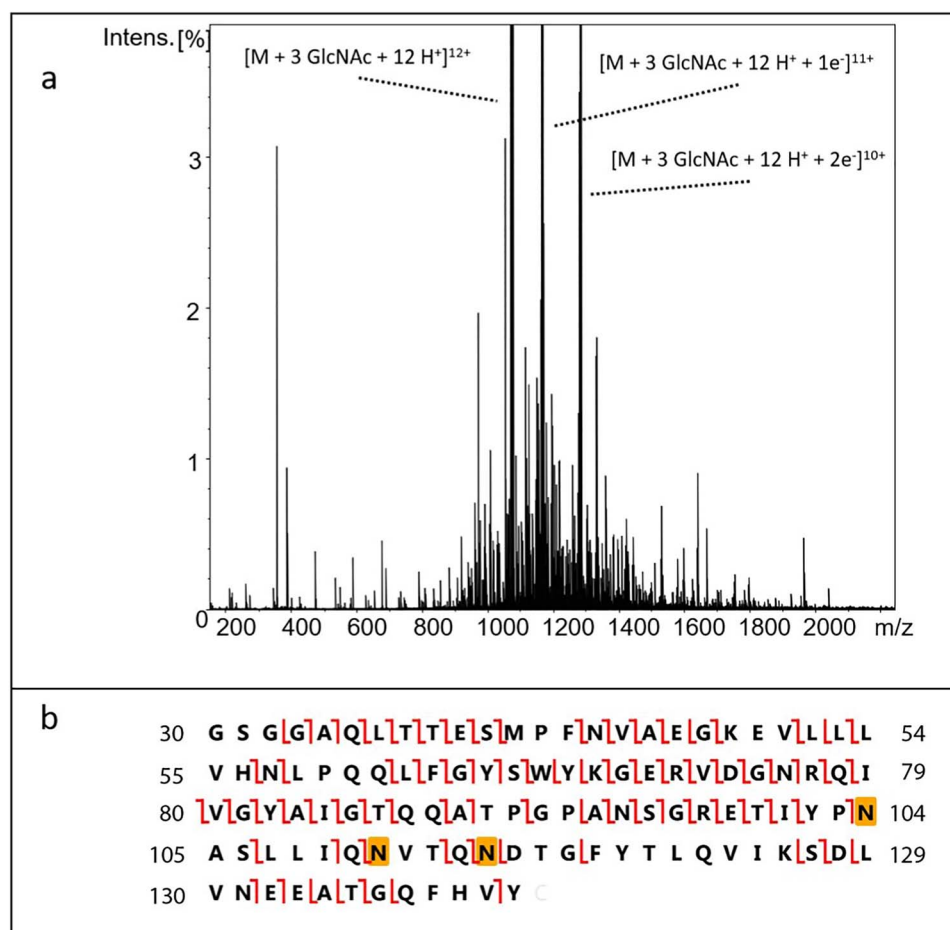 Intens.[%]
a
[M + 3 GlcNAc + 12 H⁺]¹²⁺
[M + 3 GlcNAc + 12 H⁺ + 1e⁻]¹¹⁺
[M + 3 GlcNAc + 12 H⁺ + 2e⁻]¹⁰⁺
3
2
1
0 200 400 600 800 1000 1200 1400 1600 1800 2000 m/z
b
30 G S G G A Q L T T E S M P F N V A E G K E V L L L 54
55 V H N L P Q Q L F G Y S W Y K G E R V D G N R Q I 79
80 V G Y A I G T Q Q A T P G P A N S G R E T I Y P N 104
105 A S L L I Q N V T Q N D T G F Y T L Q V I K S D L 129
130 V N E E A T G Q F H V Y C